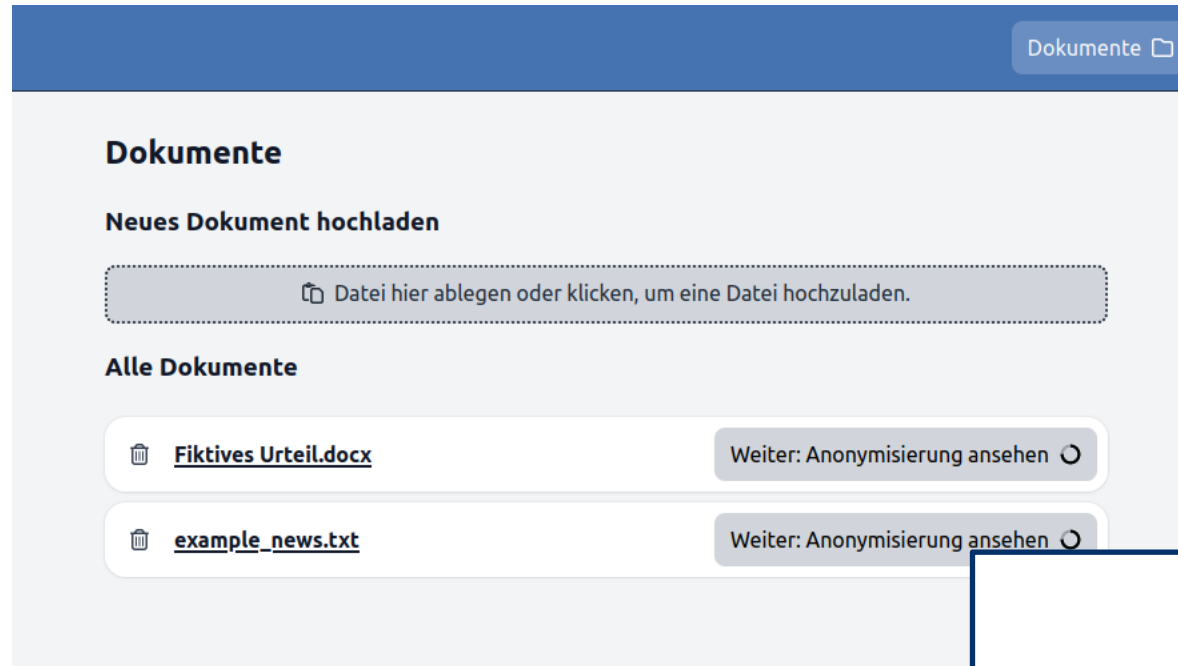 Dokumente
Dokumente
Neues Dokument hochladen
Datei hier ablegen oder klicken, um eine Datei hochzuladen.
Alle Dokumente
Fiktives Urteil.docx Weiter: Anonymisierung ansehen
example_news.txt Weiter: Anonymisierung ansehen